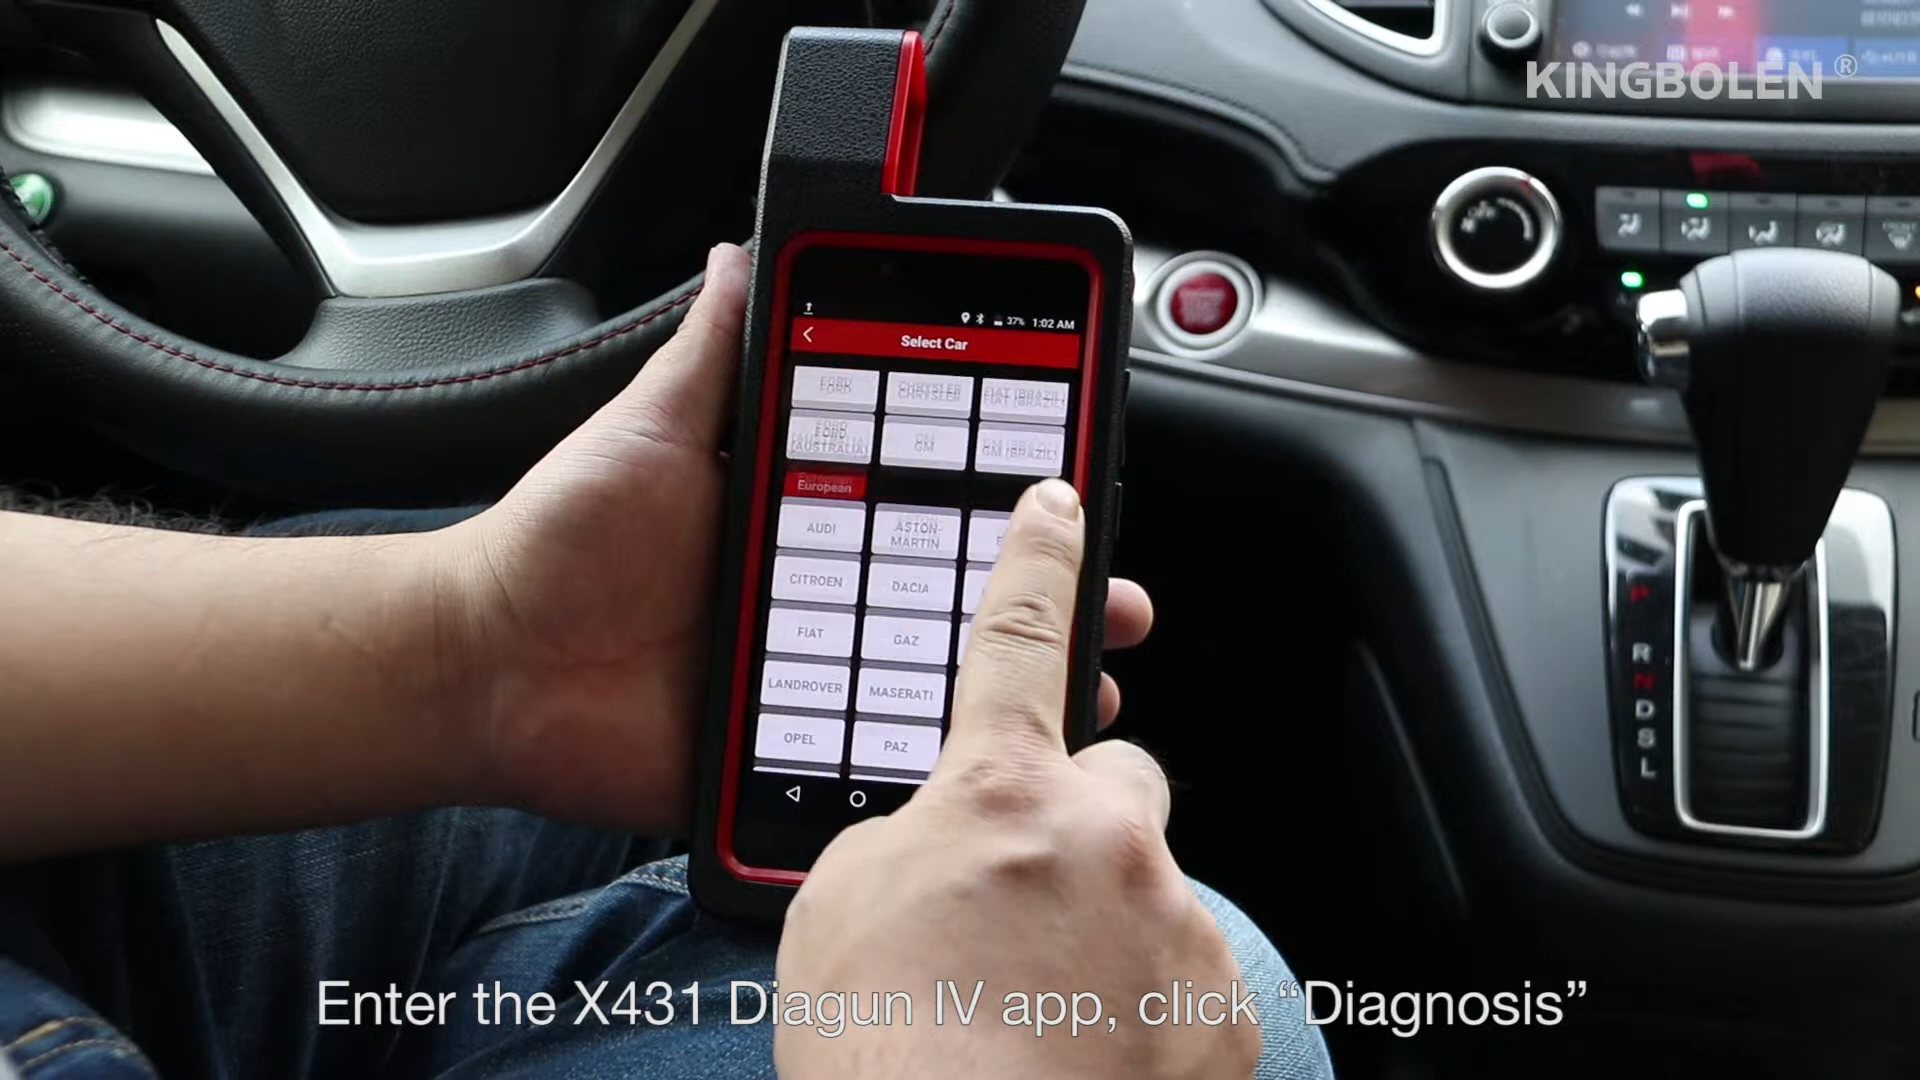 KINGBOLEN ®
37% 1:02 AM
Select Car
FORD
CHRYSLER
FIAT (BRAZIL)
FORD
(AUSTRALIA)
GM
GM (BRAZIL)
European
AUDI
ASTON-
MARTIN
CITROEN
DACIA
FIAT
GAZ
LANDROVER
MASERATI
OPEL
PAZ
P
R
N
D
S
L
Enter the X431 Diagun IV app, click “Diagnosis”